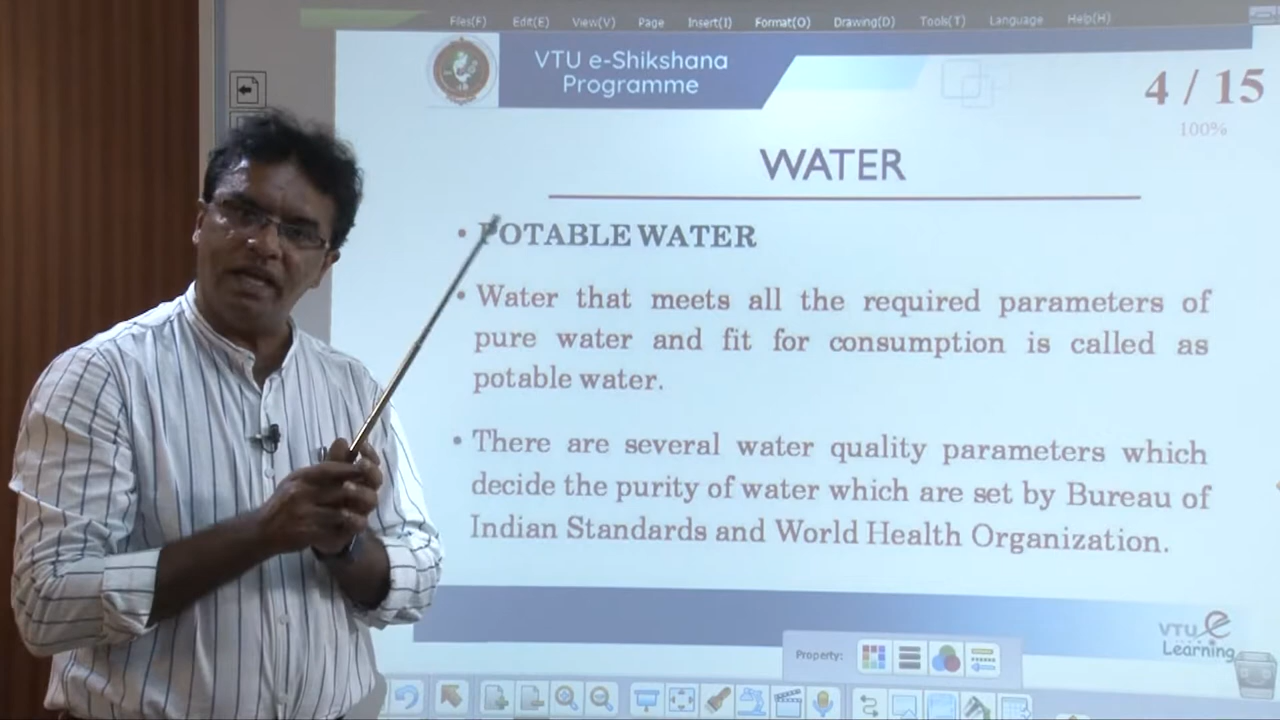 Files(F) Edit(E) View(V) Page Insert(I) Format(O) Drawing(D) Tools(T) Language Help(H)
VTU e-Shikshana
Programme
4 / 15
100%
WATER
• POTABLE WATER
• Water that meets all the required parameters of
pure water and fit for consumption is called as
potable water.
• There are several water quality parameters which
decide the purity of water which are set by Bureau of
Indian Standards and World Health Organization.
VTU e
Learning
Property: